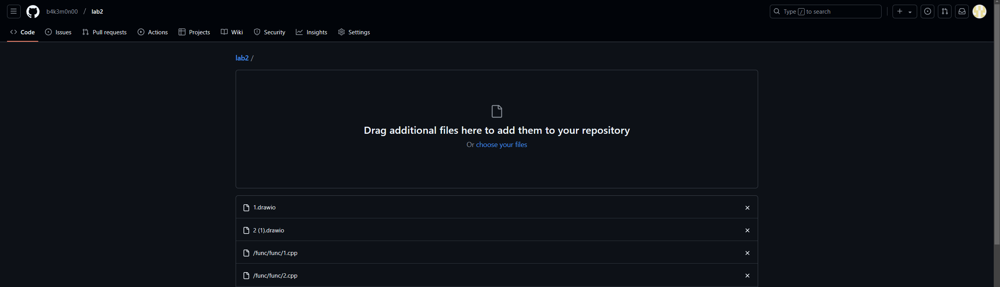 b4k3m0n00 / lab2 Type / to search
Code Issues Pull requests Actions Projects Wiki Security Insights Settings
lab2 /
Drag additional files here to add them to your repository
Or choose your files
1.drawio
2 (1).drawio
/func/func/1.cpp
/func/func/2.cpp